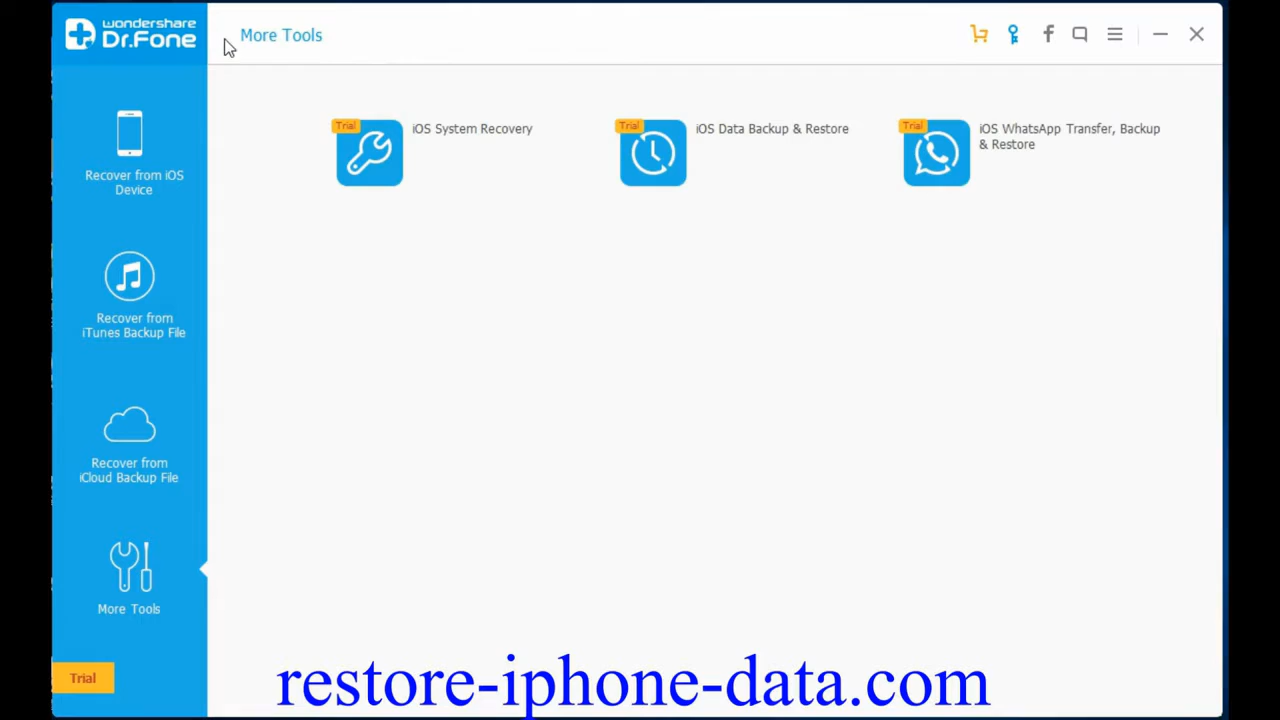 wondershare
Dr.Fone
More Tools
Recover from iOS
Device
Recover from
iTunes Backup File
Recover from
iCloud Backup File
More Tools
Trial
Trial
iOS System Recovery
Trial
iOS Data Backup & Restore
Trial
iOS WhatsApp Transfer, Backup
& Restore
restore-iphone-data.com